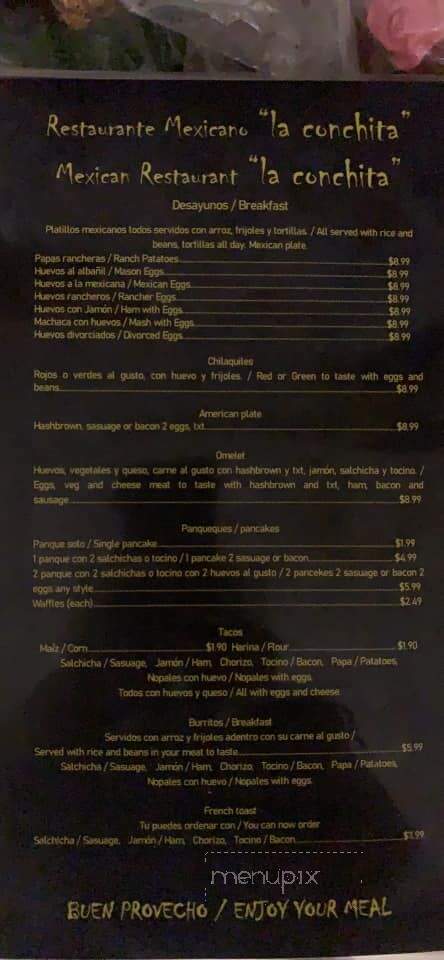 Restaurante Mexicano "la conchita"
Mexican Restaurant "la conchita"
Desayunos / Breakfast
Platillos mexicanos todos servidos con arroz, frijoles y tortillas. / All served with rice and
beans, tortillas all day. Mexican plate.
Papas rancheras / Ranch Patatoes $8.99
Huevos al albañil / Mason Eggs $8.99
Huevos a la mexicana / Mexican Eggs $8.99
Huevos rancheros / Rancher Eggs $8.99
Huevos con Jamón / Ham with Eggs $8.99
Machaca con huevos / Mash with Eggs $8.99
Huevos divorciados / Divorced Eggs $8.99
Chilaquiles
Rojos o verdes al gusto, con huevo y frijoles. / Red or Green to taste with eggs and
beans $8.99
American plate
Hashbrown, sasuage or bacon 2 eggs, txt $8.99
Omelet
Huevos, vegetales y queso, carne al gusto con hashbrown y txt, jamón, salchicha y tocino. /
Eggs, veg and cheese meat to taste with hashbrown and txt, ham, bacon and
sausage $8.99
Panqueques / pancakes
Panque solo / Single pancake $1.99
1 panque con 2 salchichas o tocino / 1 pancake 2 sasuage or bacon $4.99
2 panque con 2 salchichas o tocino con 2 huevos al gusto / 2 pancekes 2 sasuage or bacon 2
eggs any style $5.99
Waffles (each) $2.49
Tacos
Maíz / Corn $1.90 Harina / Flour $1.90
Salchicha / Sasuage, Jamón / Ham, Chorizo, Tocino / Bacon, Papa / Patatoes,
Nopales con huevo / Nopales with eggs
Todos con huevos y queso / All with eggs and cheese
Burritos / Breakfast
Servidos con arroz y frijoles adentro con su carne al gusto /
Served with rice and beans in your meat to taste $5.99
Salchicha / Sasuage, Jamón / Ham, Chorizo, Tocino / Bacon, Papa / Patatoes,
Nopales con huevo / Nopales with eggs
French toast
Tu puedes ordenar con / You can now order
Salchicha / Sasuage, Jamón / Ham, Chorizo, Tocino / Bacon
menupix
BUEN PROVECHO / ENJOY YOUR MEAL